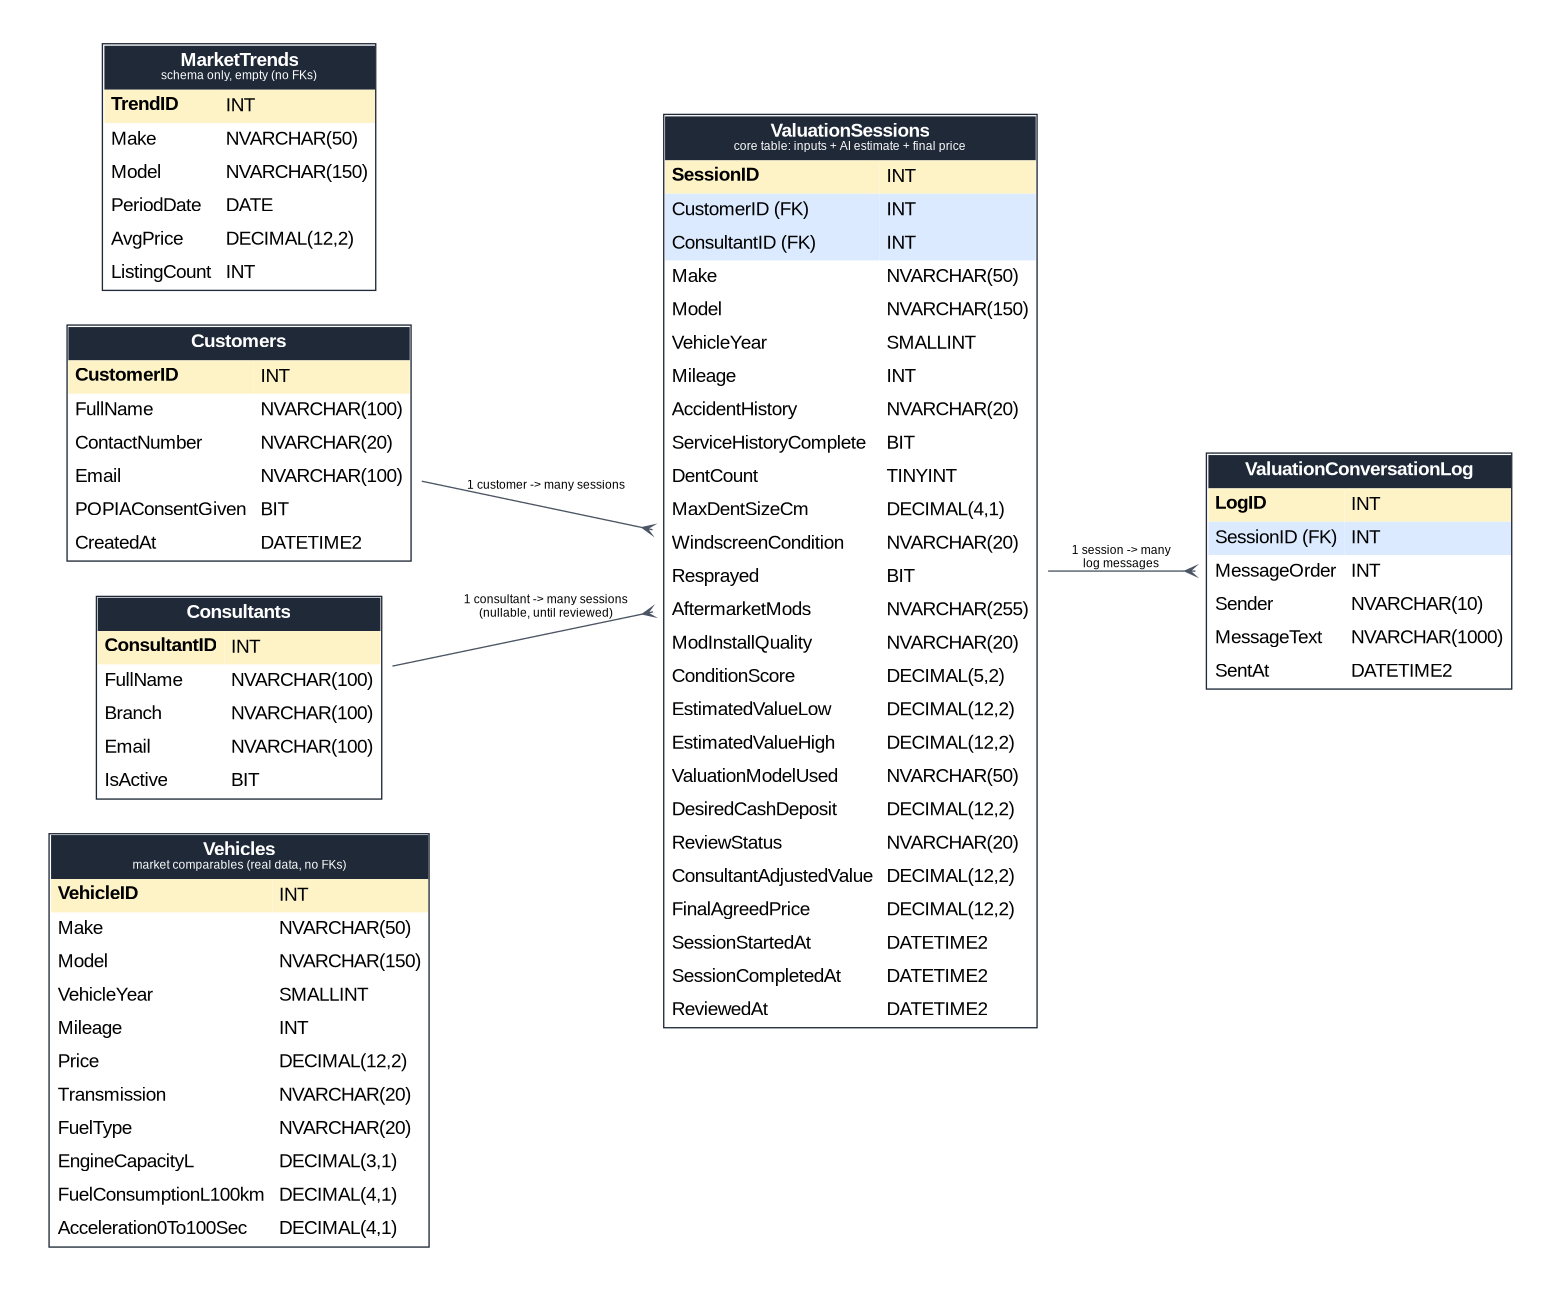 MarketTrends
schema only, empty (no FKs)
TrendID INT
Make NVARCHAR(50)
Model NVARCHAR(150)
PeriodDate DATE
AvgPrice DECIMAL(12,2)
ListingCount INT
Customers
CustomerID INT
FullName NVARCHAR(100)
ContactNumber NVARCHAR(20)
Email NVARCHAR(100)
POPIAConsentGiven BIT
CreatedAt DATETIME2
Consultants
ConsultantID INT
FullName NVARCHAR(100)
Branch NVARCHAR(100)
Email NVARCHAR(100)
IsActive BIT
Vehicles
market comparables (real data, no FKs)
VehicleID INT
Make NVARCHAR(50)
Model NVARCHAR(150)
VehicleYear SMALLINT
Mileage INT
Price DECIMAL(12,2)
Transmission NVARCHAR(20)
FuelType NVARCHAR(20)
EngineCapacityL DECIMAL(3,1)
FuelConsumptionL100km DECIMAL(4,1)
Acceleration0To100Sec DECIMAL(4,1)
1 customer -> many sessions
1 consultant -> many sessions
(nullable, until reviewed)
ValuationSessions
core table: inputs + AI estimate + final price
SessionID INT
CustomerID (FK) INT
ConsultantID (FK) INT
Make NVARCHAR(50)
Model NVARCHAR(150)
VehicleYear SMALLINT
Mileage INT
AccidentHistory NVARCHAR(20)
ServiceHistoryComplete BIT
DentCount TINYINT
MaxDentSizeCm DECIMAL(4,1)
WindscreenCondition NVARCHAR(20)
Resprayed BIT
AftermarketMods NVARCHAR(255)
ModInstallQuality NVARCHAR(20)
ConditionScore DECIMAL(5,2)
EstimatedValueLow DECIMAL(12,2)
EstimatedValueHigh DECIMAL(12,2)
ValuationModelUsed NVARCHAR(50)
DesiredCashDeposit DECIMAL(12,2)
ReviewStatus NVARCHAR(20)
ConsultantAdjustedValue DECIMAL(12,2)
FinalAgreedPrice DECIMAL(12,2)
SessionStartedAt DATETIME2
SessionCompletedAt DATETIME2
ReviewedAt DATETIME2
1 session -> many
log messages
ValuationConversationLog
LogID INT
SessionID (FK) INT
MessageOrder INT
Sender NVARCHAR(10)
MessageText NVARCHAR(1000)
SentAt DATETIME2